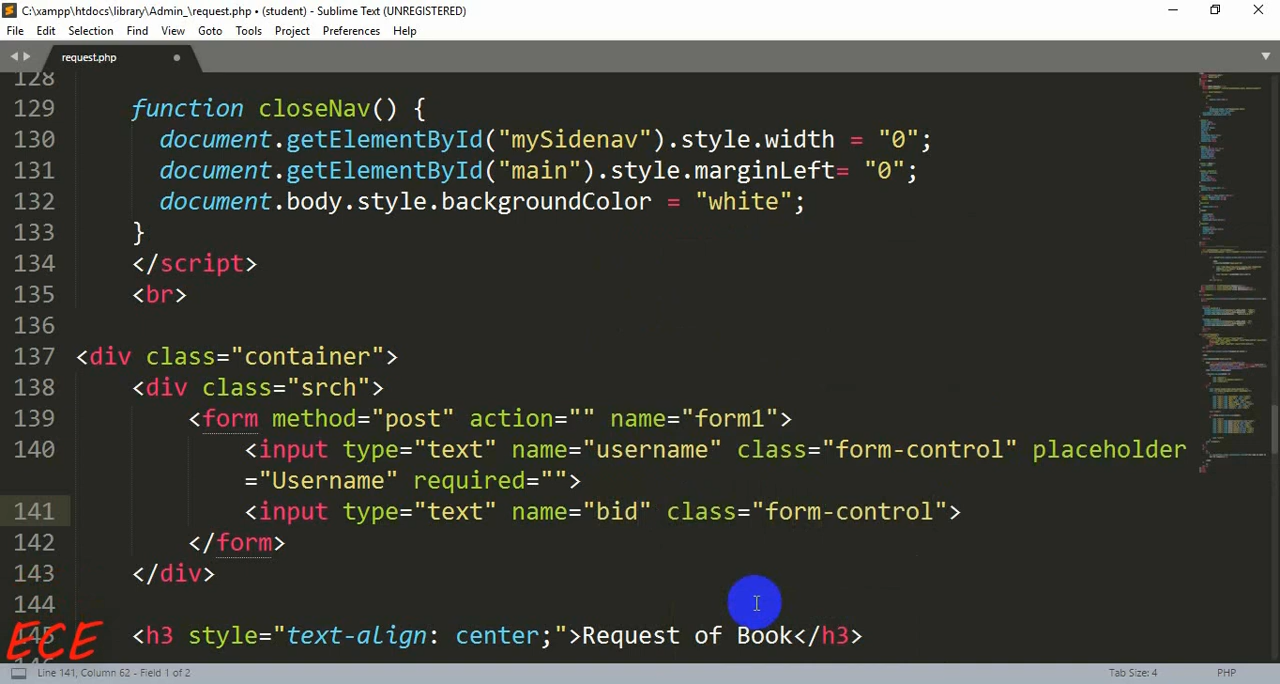 C:\xampp\htdocs\library\Admin_\request.php • (student) - Sublime Text (UNREGISTERED)
File Edit Selection Find View Goto Tools Project Preferences Help
request.php
128
129 function closeNav() {
130 document.getElementById("mySidenav").style.width = "0";
131 document.getElementById("main").style.marginLeft= "0";
132 document.body.style.backgroundColor = "white";
133 }
134 </script>
135 <br>
136
137 <div class="container">
138 <div class="srch">
139 <form method="post" action="" name="form1">
140 <input type="text" name="username" class="form-control" placeholder
="Username" required="">
141 <input type="text" name="bid" class="form-control">
142 </form>
143 </div>
144
145 <h3 style="text-align: center;">Request of Book</h3>
ECE
Line 141, Column 62 - Field 1 of 2 Tab Size: 4 PHP